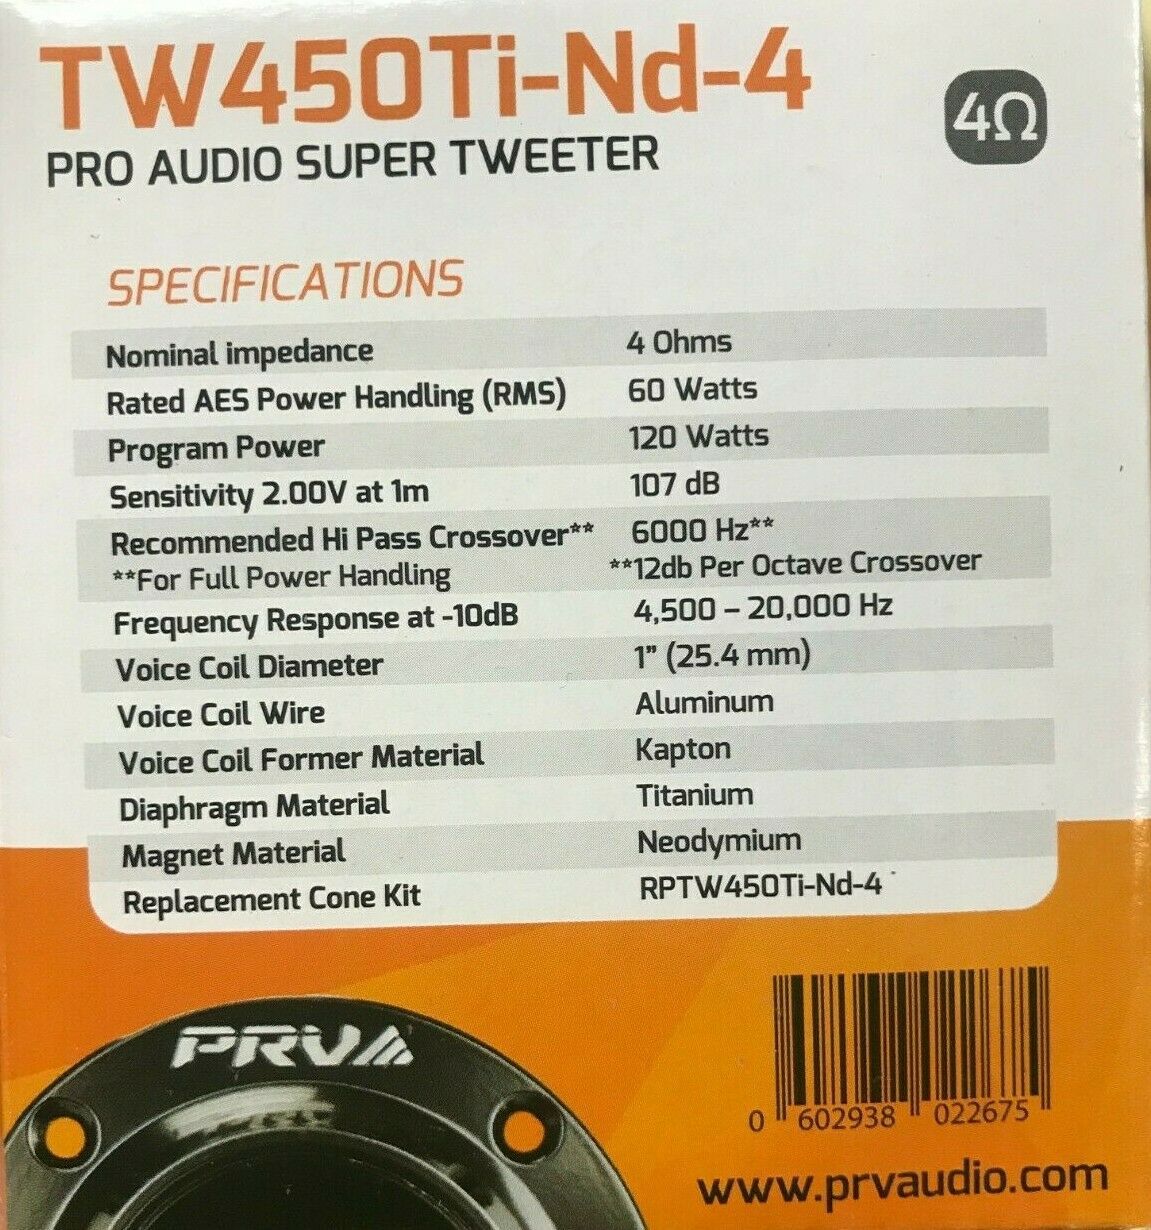 TW450Ti-Nd-4
4Ω
PRO AUDIO SUPER TWEETER
SPECIFICATIONS
Nominal impedance 4 Ohms
Rated AES Power Handling (RMS) 60 Watts
Program Power 120 Watts
Sensitivity 2.00V at 1m 107 dB
Recommended Hi Pass Crossover** 6000 Hz**
**For Full Power Handling **12db Per Octave Crossover
Frequency Response at -10dB 4,500 – 20,000 Hz
Voice Coil Diameter 1" (25.4 mm)
Voice Coil Wire Aluminum
Voice Coil Former Material Kapton
Diaphragm Material Titanium
Magnet Material Neodymium
Replacement Cone Kit RPTW450Ti-Nd-4
PRVA
0 602938 022675
www.prvaudio.com